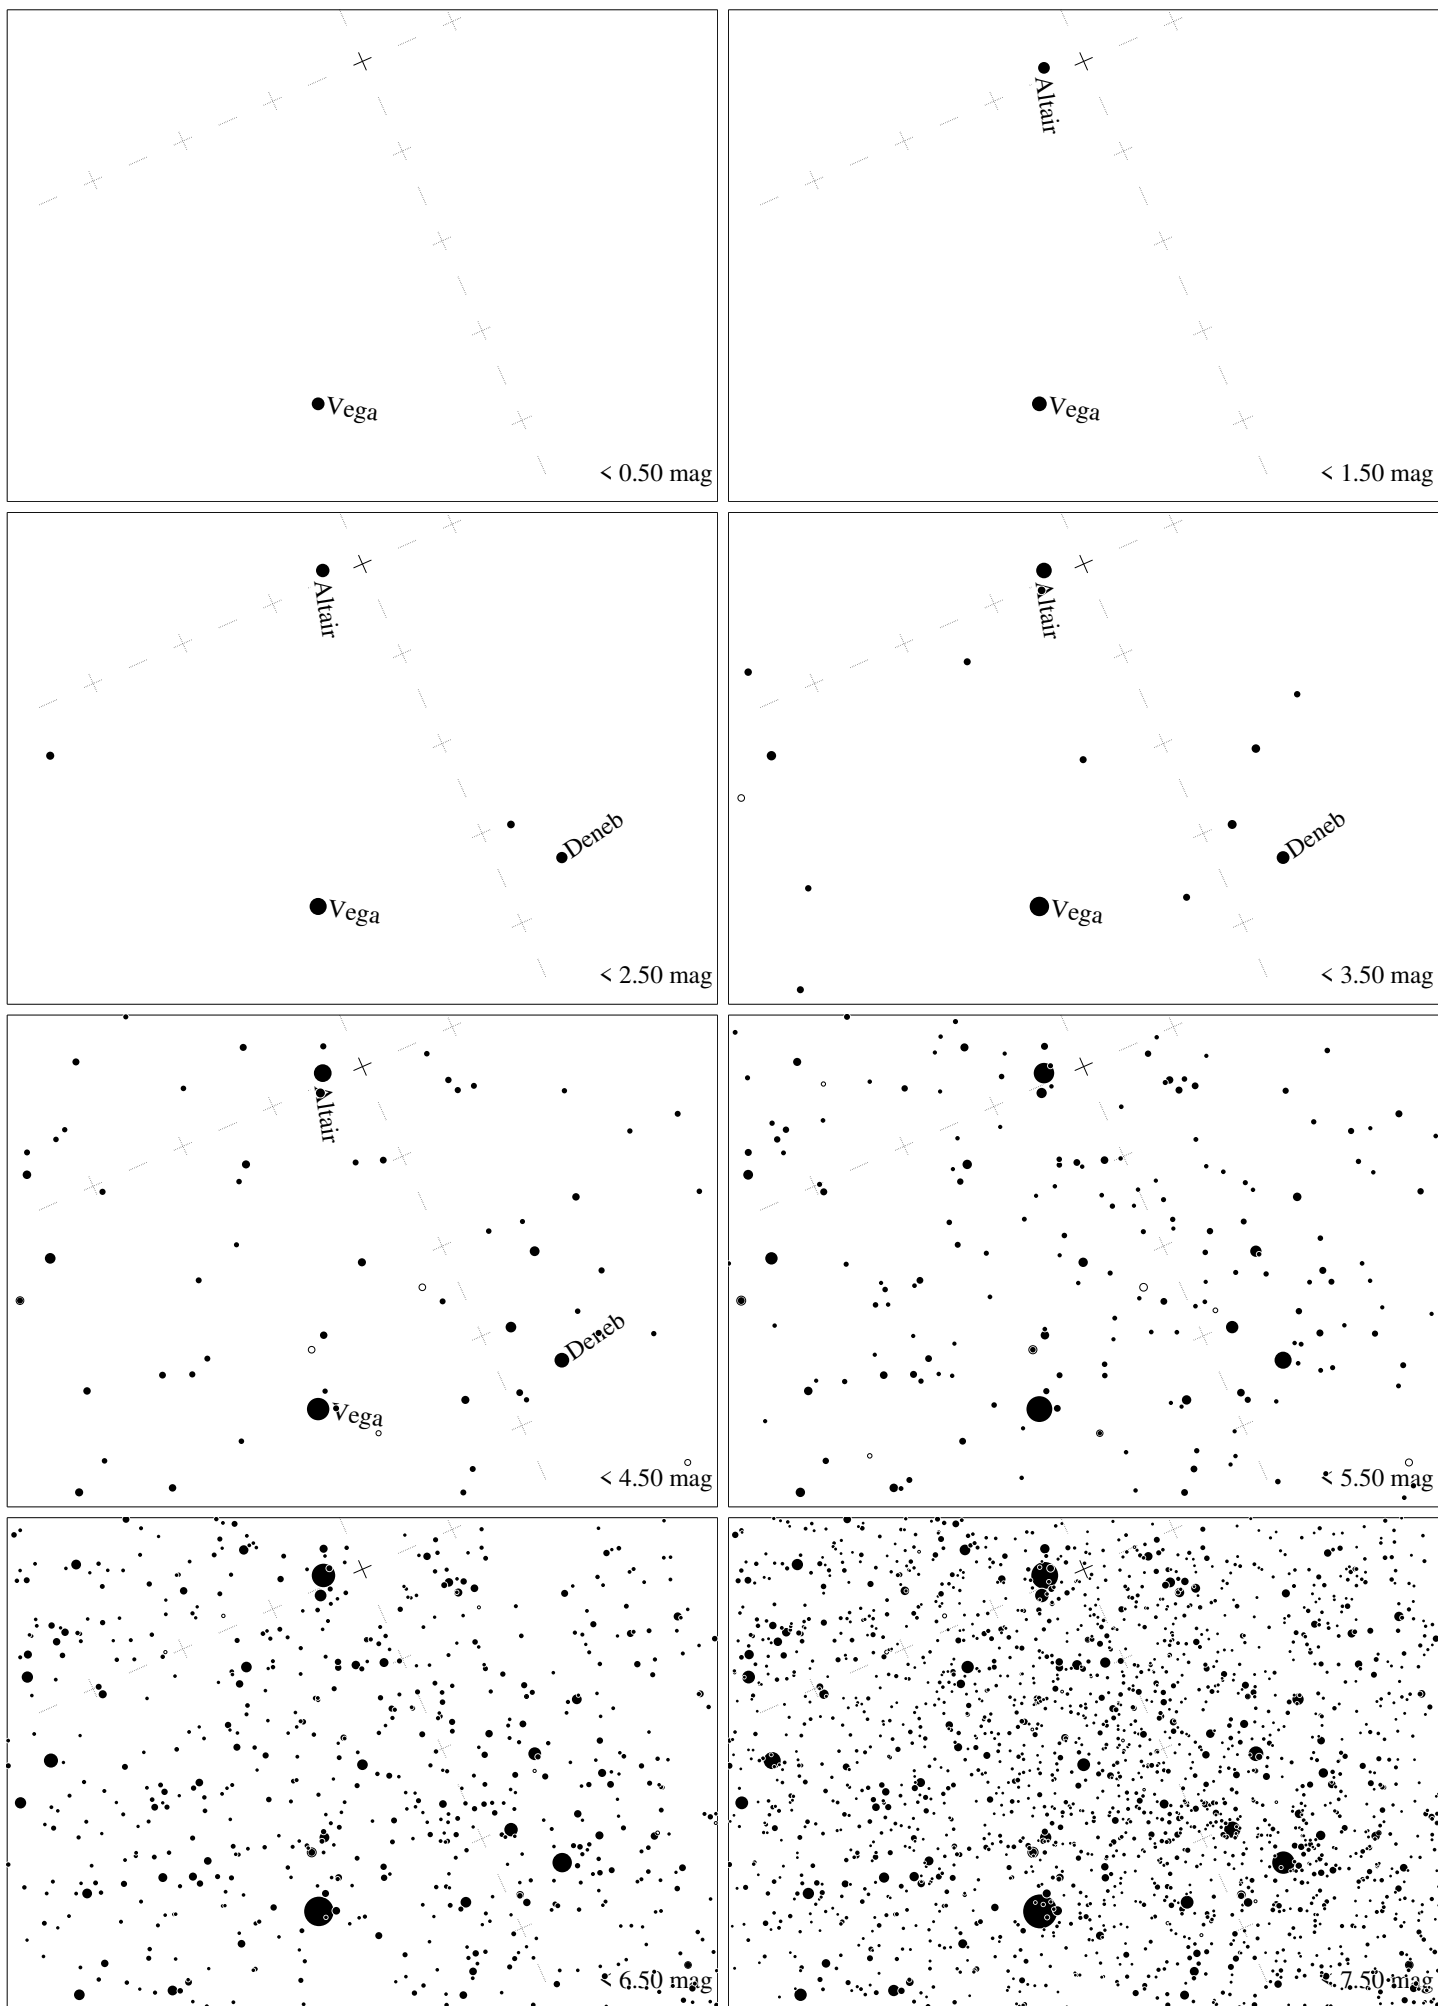 Vega
< 0.50 mag
Altair
Vega
< 1.50 mag
Altair
Deneb
Vega
< 2.50 mag
Altair
Deneb
Vega
< 3.50 mag
Altair
Deneb
Vega
< 4.50 mag
< 5.50 mag
< 6.50 mag
< 7.50 mag